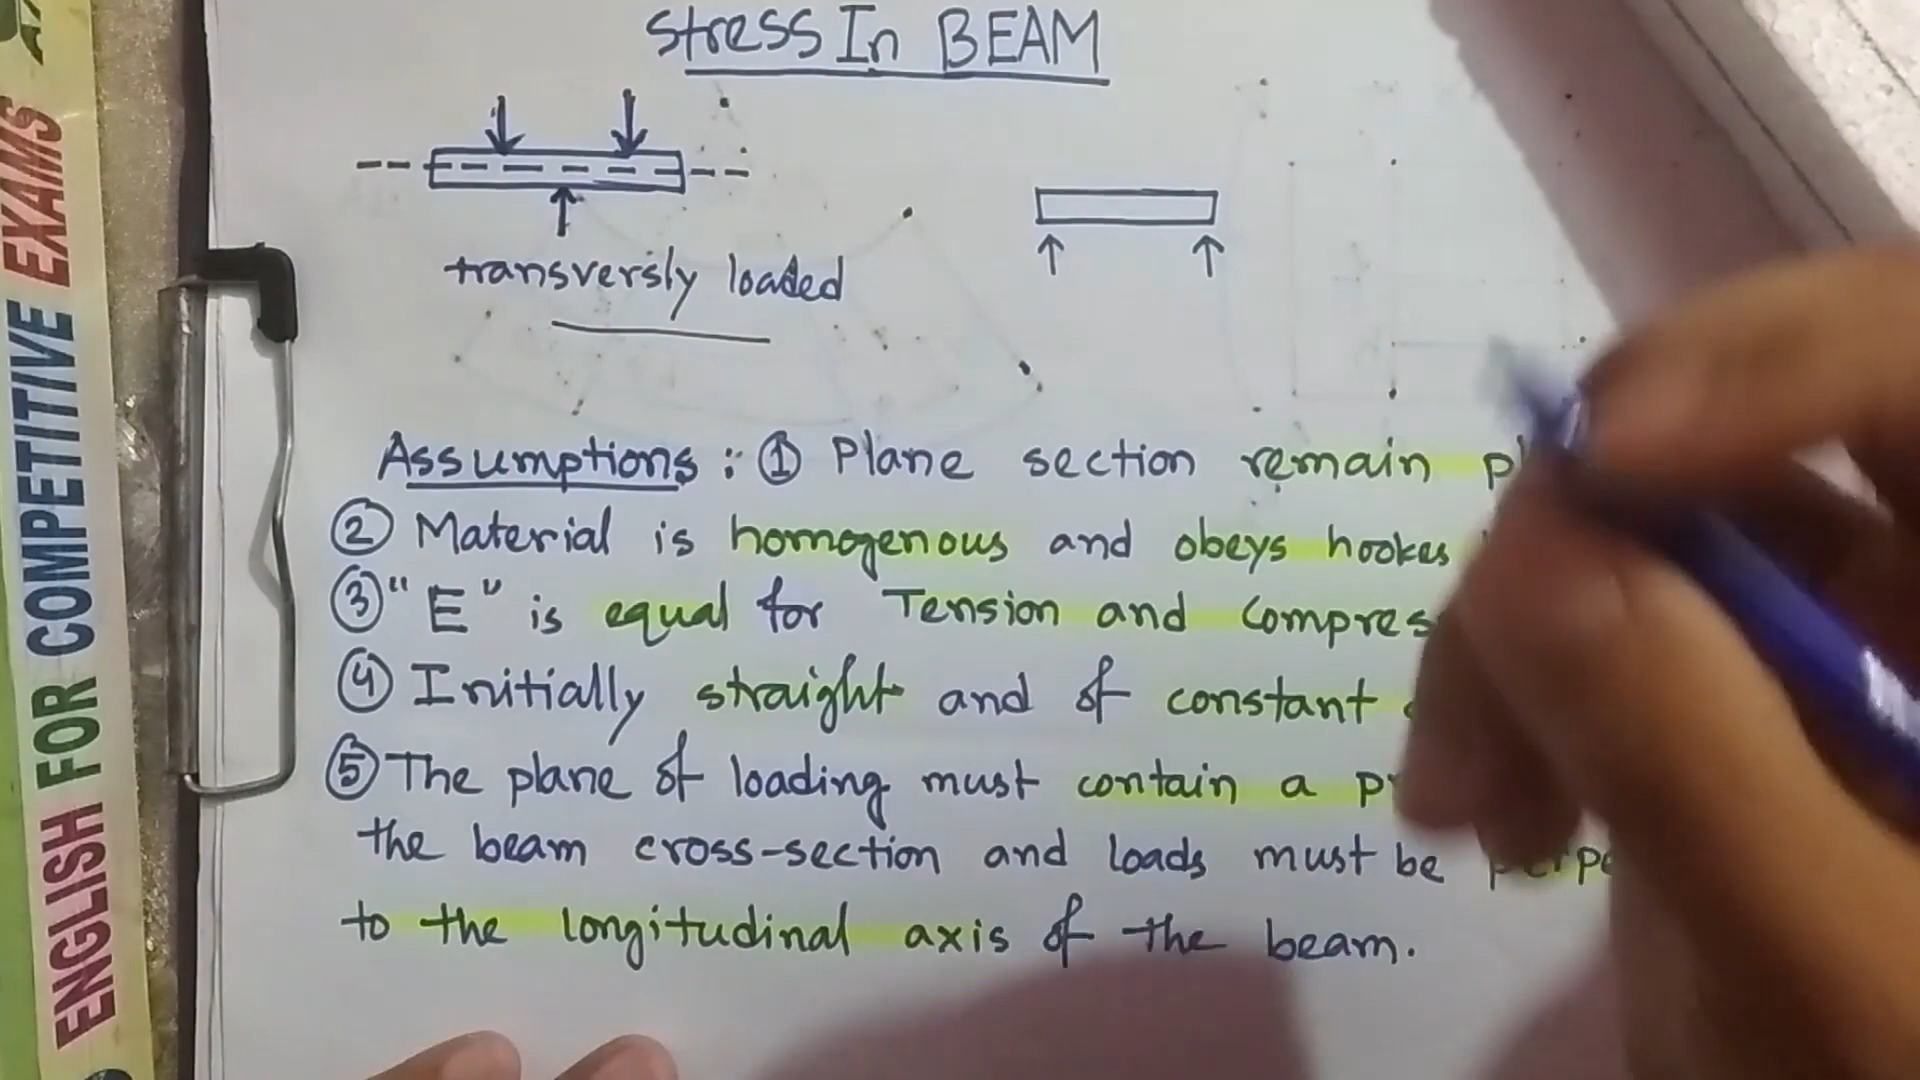 Stress In BEAM
transversly loaded
Assumptions : ① Plane section remain
② Material is homogenous and obeys hookes
③ "E" is equal for Tension and
④ Initially straight and of constant
⑤ The plane of loading must contain a
the beam cross-section and loads must be
to the longitudinal axis of the beam.
ENGLISH FOR COMPETITIVE EXAMS